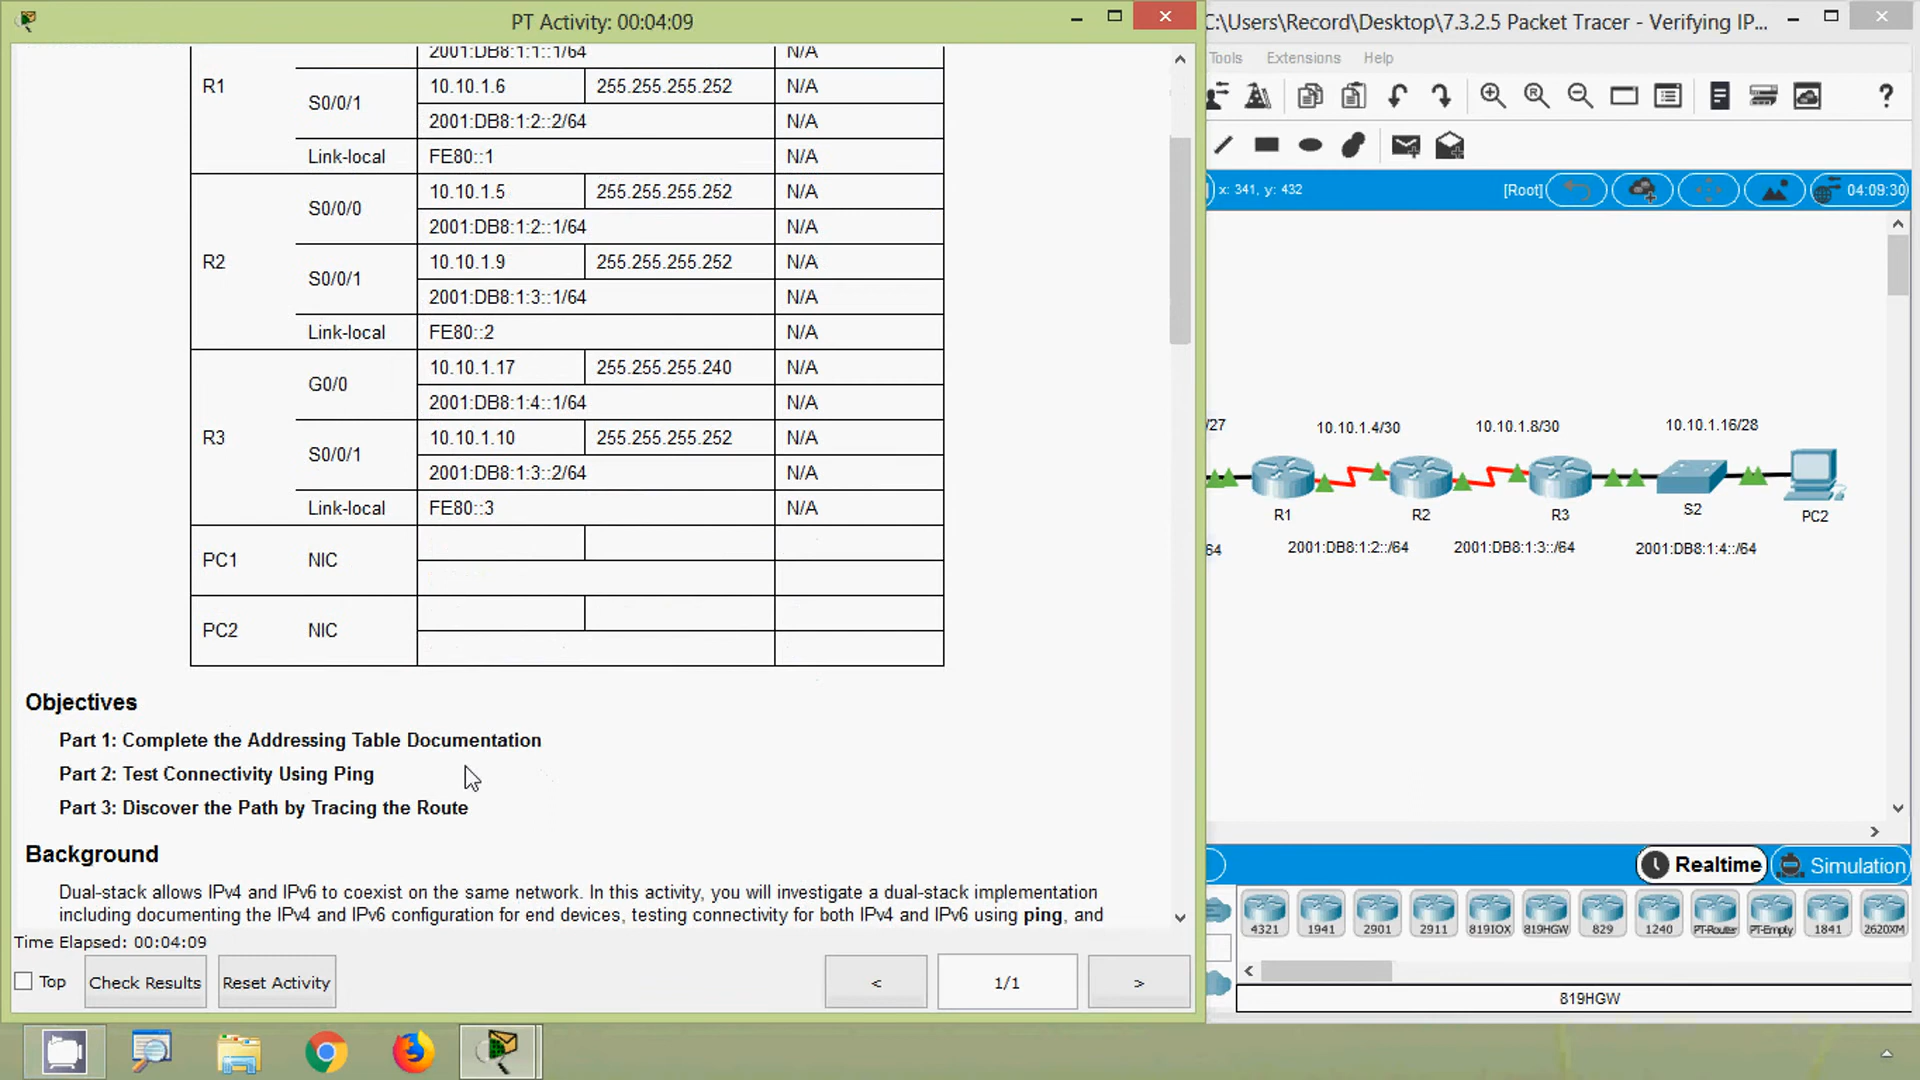 PT Activity: 00:04:09
2001:DB8:1:1::1/64 N/A
R1 S0/0/1 10.10.1.6 255.255.255.252 N/A
2001:DB8:1:2::2/64 N/A
Link-local FE80::1 N/A
R2 S0/0/0 10.10.1.5 255.255.255.252 N/A
2001:DB8:1:2::1/64 N/A
S0/0/1 10.10.1.9 255.255.255.252 N/A
2001:DB8:1:3::1/64 N/A
Link-local FE80::2 N/A
R3 G0/0 10.10.1.17 255.255.255.240 N/A
2001:DB8:1:4::1/64 N/A
S0/0/1 10.10.1.10 255.255.255.252 N/A
2001:DB8:1:3::2/64 N/A
Link-local FE80::3 N/A
PC1 NIC
PC2 NIC
Objectives
Part 1: Complete the Addressing Table Documentation
Part 2: Test Connectivity Using Ping
Part 3: Discover the Path by Tracing the Route
Background
Dual-stack allows IPv4 and IPv6 to coexist on the same network. In this activity, you will investigate a dual-stack implementation
including documenting the IPv4 and IPv6 configuration for end devices, testing connectivity for both IPv4 and IPv6 using ping, and
Time Elapsed: 00:04:09
Top Check Results Reset Activity < 1/1 >
C:\Users\Record\Desktop\7.3.2.5 Packet Tracer - Verifying IP...
Tools Extensions Help
x: 341, y: 432 [Root] 04:09:30
/27 10.10.1.4/30 10.10.1.8/30 10.10.1.16/28
R1 R2 R3 S2 PC2
64 2001:DB8:1:2::/64 2001:DB8:1:3::/64 2001:DB8:1:4::/64
Realtime Simulation
4321 1941 2901 2911 819IOX 819HGW 829 1240 PT-Router PT-Empty 1841 2620XM
819HGW